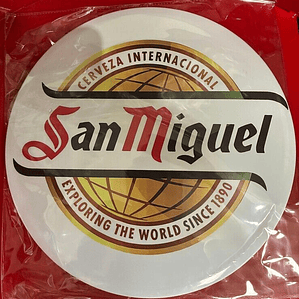 CERVEZA INTERNACIONAL
San Miguel
EXPLORING THE WORLD SINCE 1890